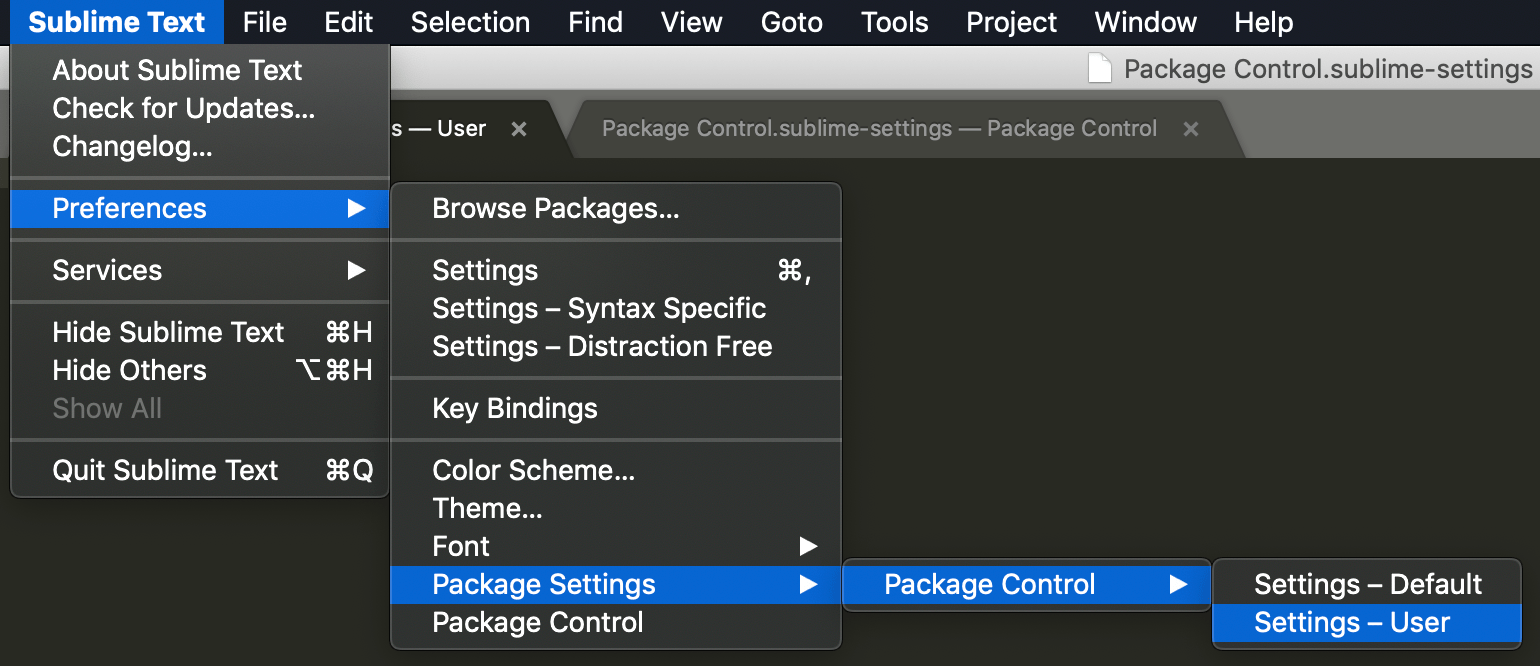 Sublime Text File Edit Selection Find View Goto Tools Project Window Help
Package Control.sublime-settings
s — User × Package Control.sublime-settings — Package Control ×
About Sublime Text
Check for Updates...
Changelog...
Preferences ▶
Services ▶
Hide Sublime Text ⌘H
Hide Others ⌥⌘H
Show All
Quit Sublime Text ⌘Q
Browse Packages...
Settings ⌘,
Settings – Syntax Specific
Settings – Distraction Free
Key Bindings
Color Scheme...
Theme...
Font ▶
Package Settings ▶
Package Control
Package Control ▶
Settings – Default
Settings – User